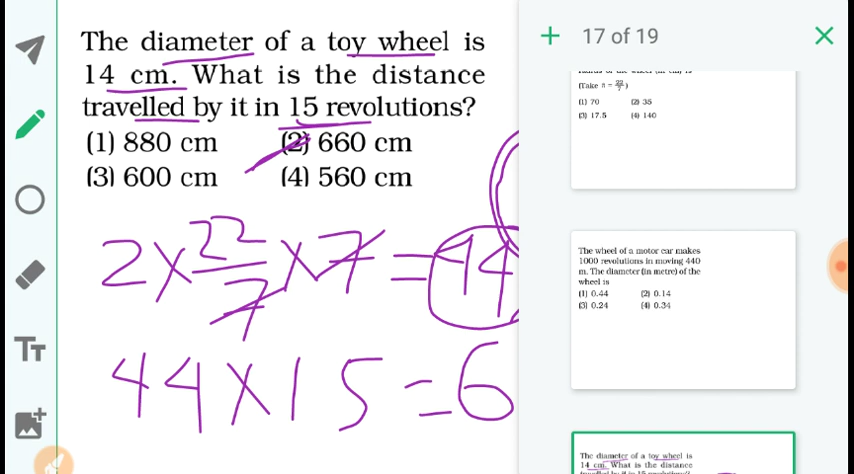 The diameter of a toy wheel is
14 cm. What is the distance
travelled by it in 15 revolutions?
(1) 880 cm (2) 660 cm
(3) 600 cm (4) 560 cm
2 × 22/7 × 7 = 44
44 × 15 = 6
TT
+ 17 of 19 ×
(Take π = 22/7)
(1) 70 (2) 35
(3) 17.5 (4) 140
The wheel of a motor car makes
1000 revolutions in moving 440
m. The diameter (in metre) of the
wheel is
(1) 0.44 (2) 0.14
(3) 0.24 (4) 0.34
The diameter of a toy wheel is
14 cm. What is the distance